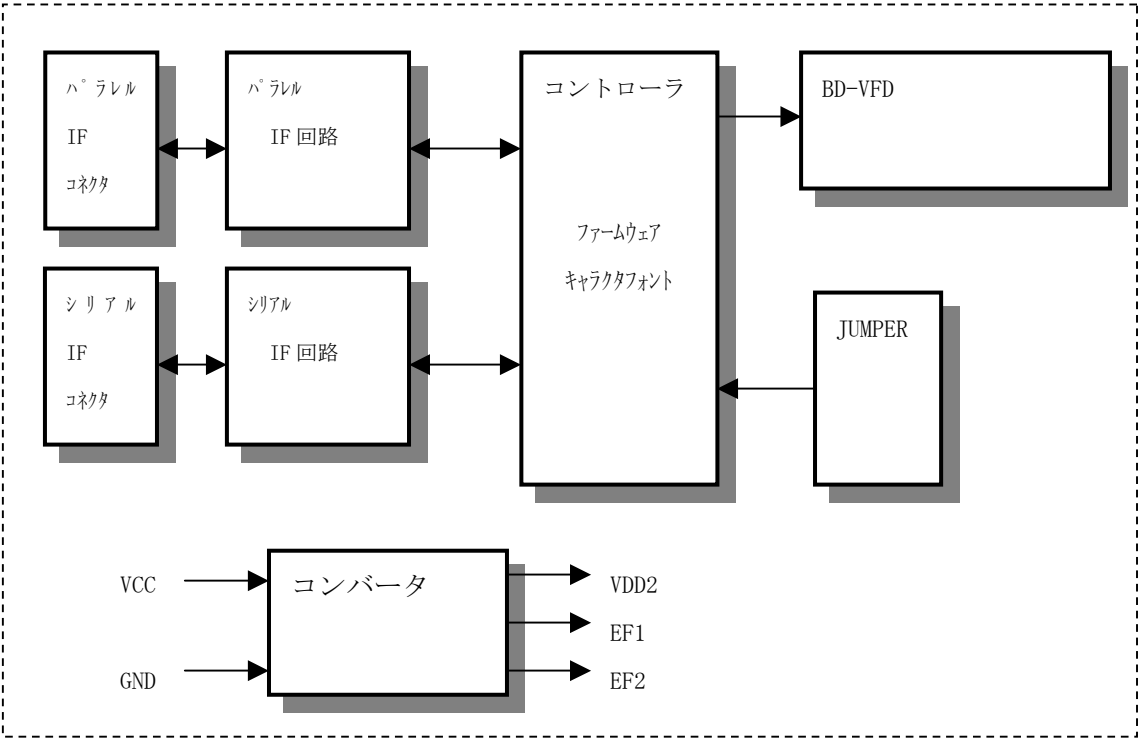 パラレル
IF
コネクタ
パラレル
IF 回路
コントローラ
ファームウェア
キャラクタフォント
BD-VFD
シリアル
IF
コネクタ
シリアル
IF 回路
JUMPER
コンバータ
VCC
GND
VDD2
EF1
EF2